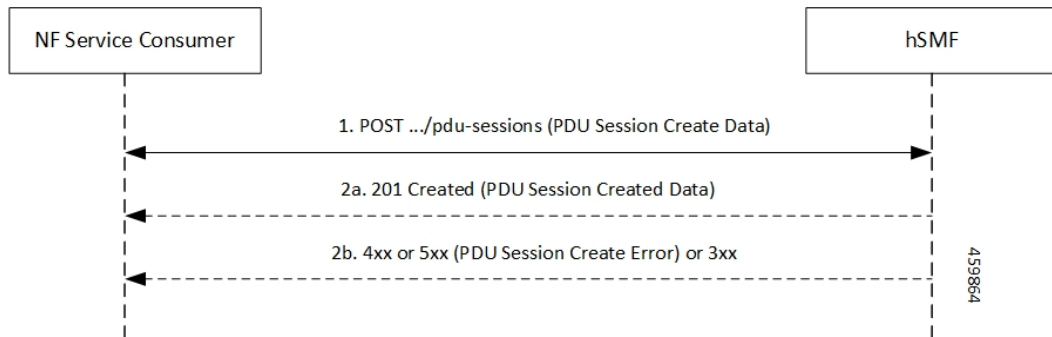 NF Service Consumer
hSMF
1. POST .../pdu-sessions (PDU Session Create Data)
2a. 201 Created (PDU Session Created Data)
2b. 4xx or 5xx (PDU Session Create Error) or 3xx
459864